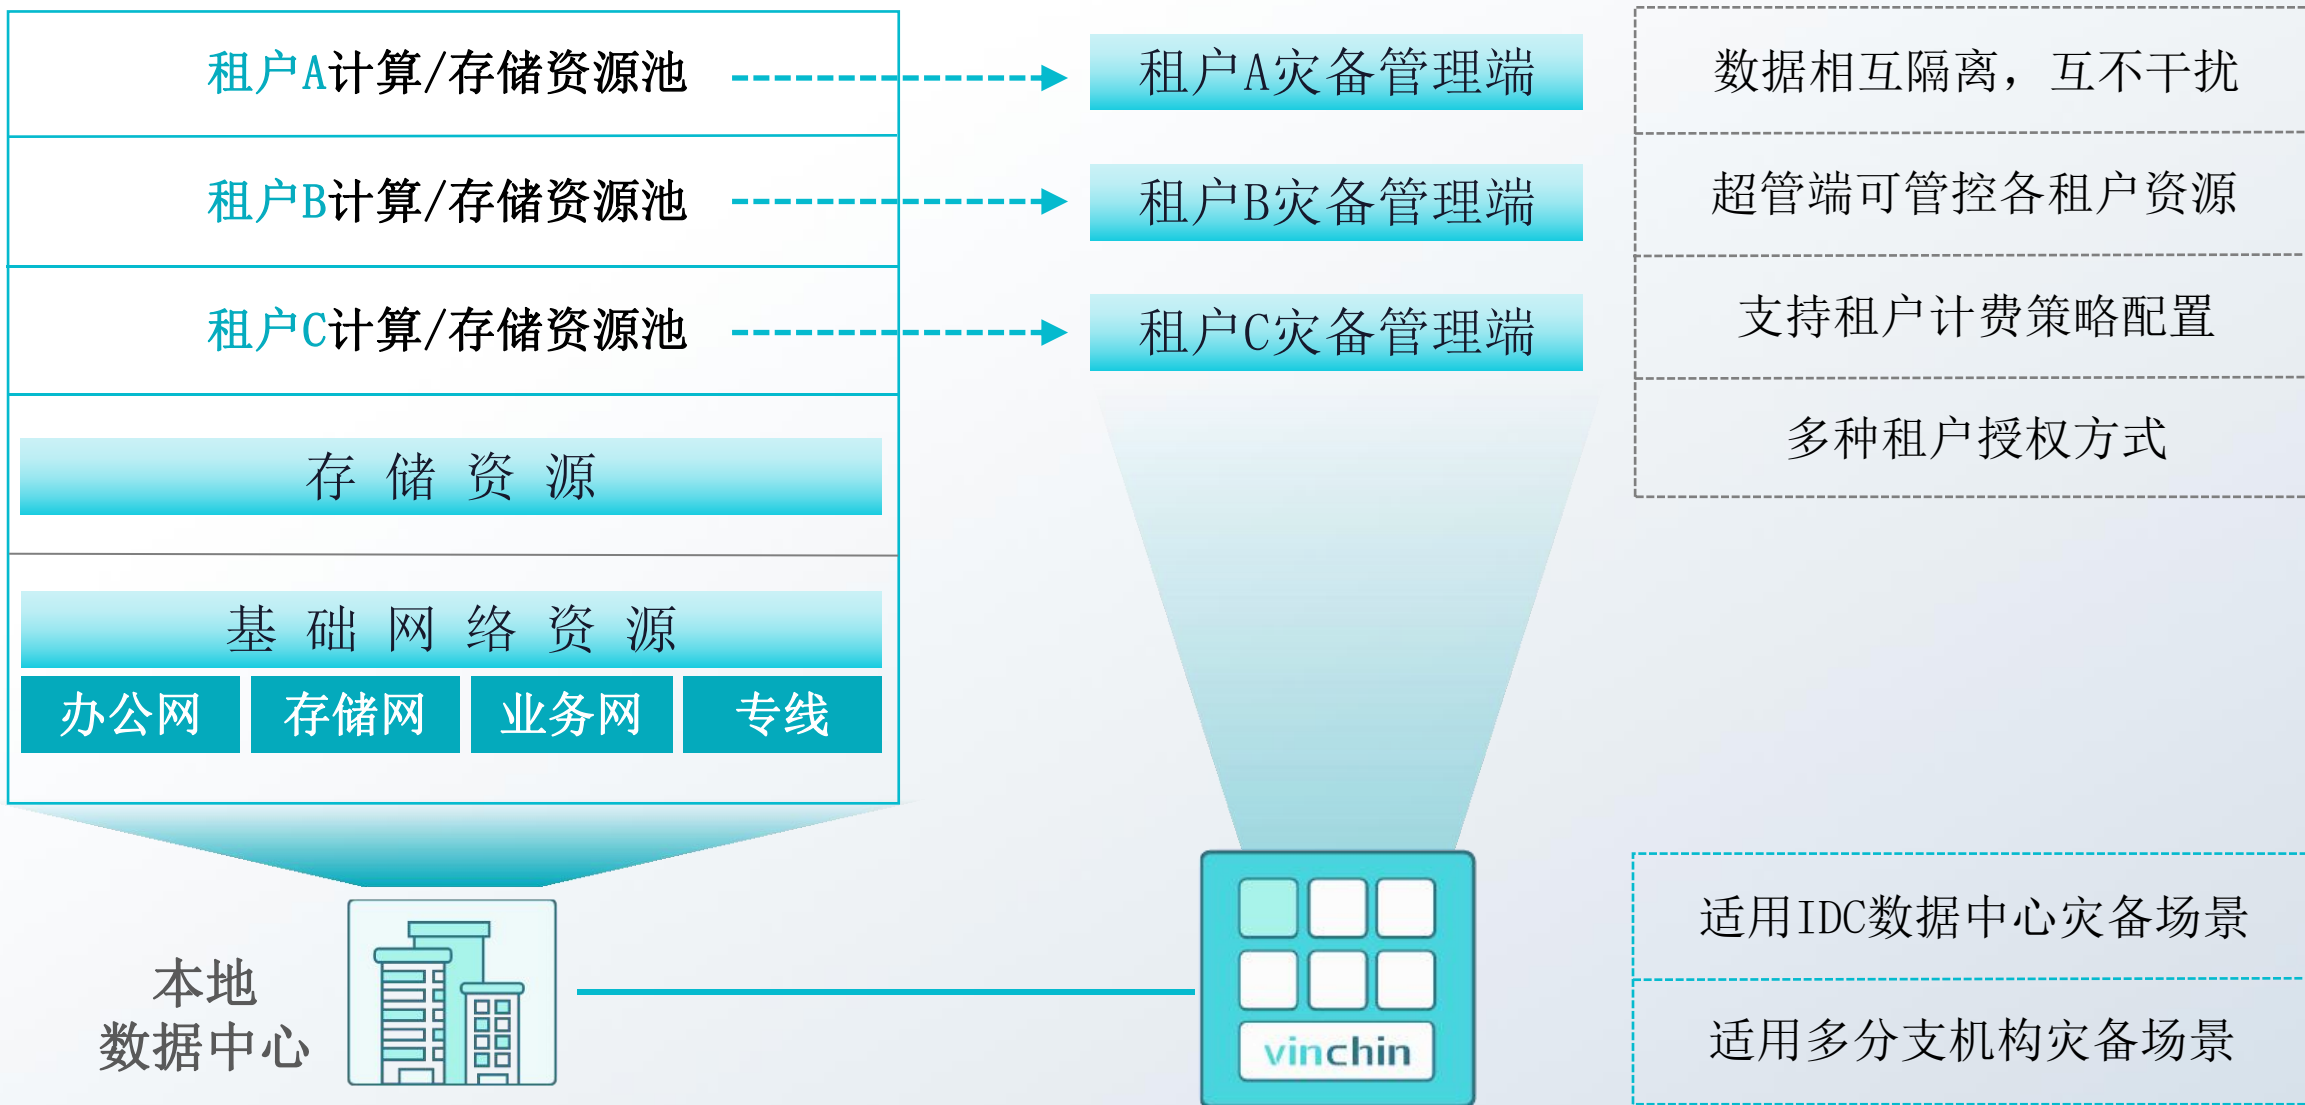 租户A计算/存储资源池
租户B计算/存储资源池
租户C计算/存储资源池
存储资源
基础网络资源
办公网
存储网
业务网
专线
本地
数据中心
租户A灾备管理端
租户B灾备管理端
租户C灾备管理端
vinchin
数据相互隔离，互不干扰
超管端可管控各租户资源
支持租户计费策略配置
多种租户授权方式
适用IDC数据中心灾备场景
适用多分支机构灾备场景